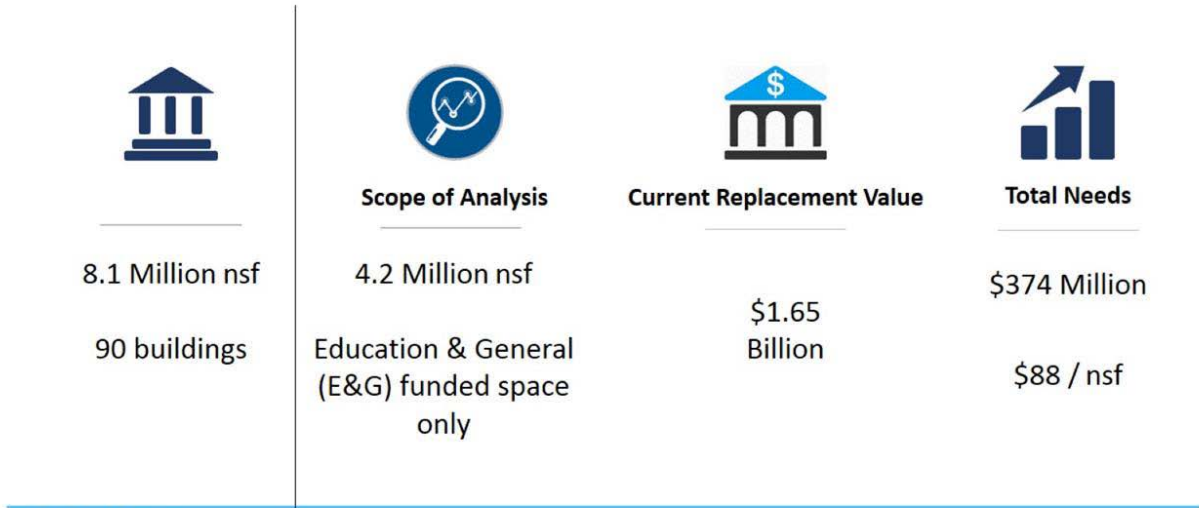 8.1 Million nsf
90 buildings
Scope of Analysis
4.2 Million nsf
Education & General
(E&G) funded space
only
$
Current Replacement Value
$1.65
Billion
Total Needs
$374 Million
$88 / nsf